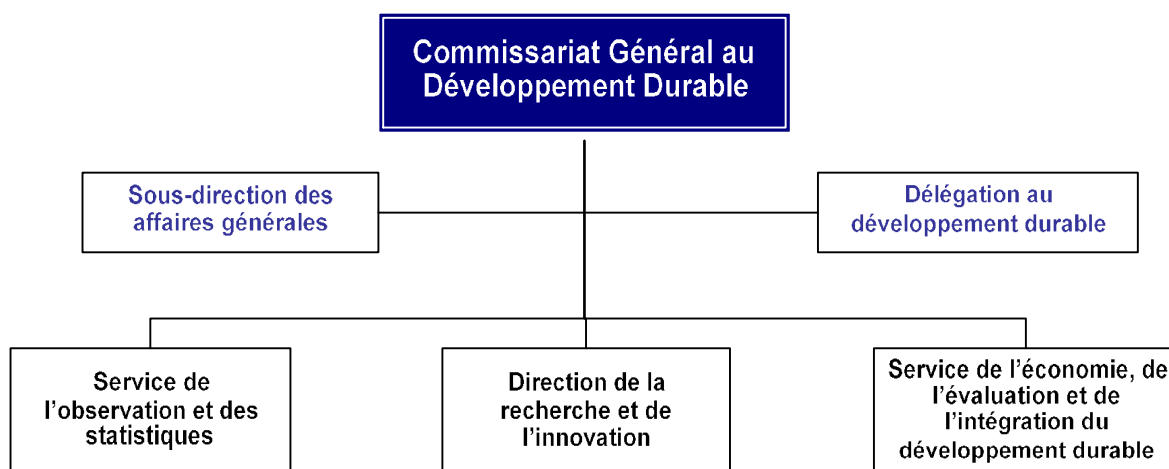 Commissariat Général au
Développement Durable
Sous-direction des
affaires générales
Délégation au
développement durable
Service de
l'observation et des
statistiques
Direction de la
recherche et de
l'innovation
Service de l'économie, de
l'évaluation et de
l'intégration du
développement durable